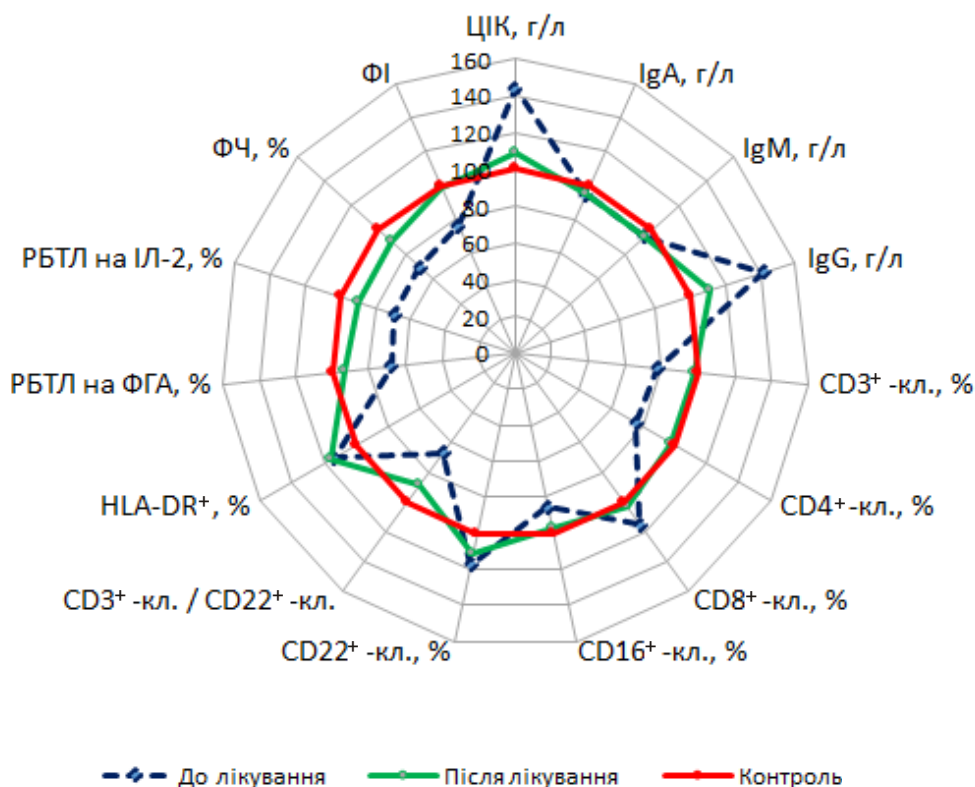 ЦІК, г/л
IgA, г/л
IgM, г/л
IgG, г/л
CD3⁺ -кл., %
CD4⁺ -кл., %
CD8⁺ -кл., %
CD16⁺ -кл., %
CD22⁺ -кл., %
CD3⁺ -кл. / CD22⁺ -кл.
HLA-DR⁺, %
РБТЛ на ФГА, %
РБТЛ на ІЛ-2, %
ФЧ, %
ФІ
160
140
120
100
80
60
40
20
0
До лікування Після лікування Контроль